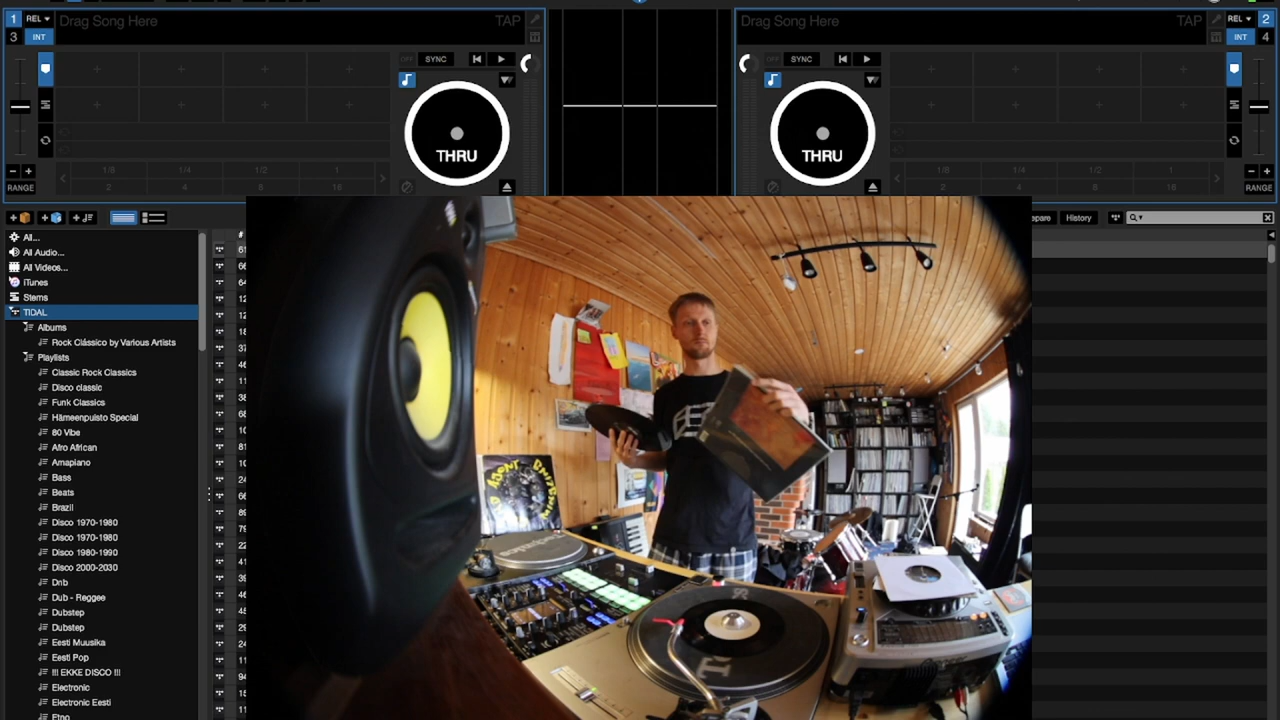 1 REL Drag Song Here TAP
3 INT
SYNC
THRU
1/8 1/4 1/2 1
2 4 8 16
RANGE
Drag Song Here TAP REL 2
INT 4
OFF SYNC
THRU
1/8 1/4 1/2 1
2 4 8 16
RANGE
epare History
All...
All Audio...
All Videos...
iTunes
Stems
TIDAL
Albums
Rock Clássico by Various Artists
Playlists
Classic Rock Classics
Disco classic
Funk Classics
Hämeenpuisto Special
80 Vibe
Afro African
Amapiano
Bass
Beats
Brazil
Disco 1970-1980
Disco 1970-1980
Disco 1980-1990
Disco 2000-2030
Dnb
Dub - Reggee
Dubstep
Dubstep
Eesti Muusika
Eesti Pop
!!! EKKE DISCO !!!
Electronic
Electronic Eesti
Etno
#
Technics